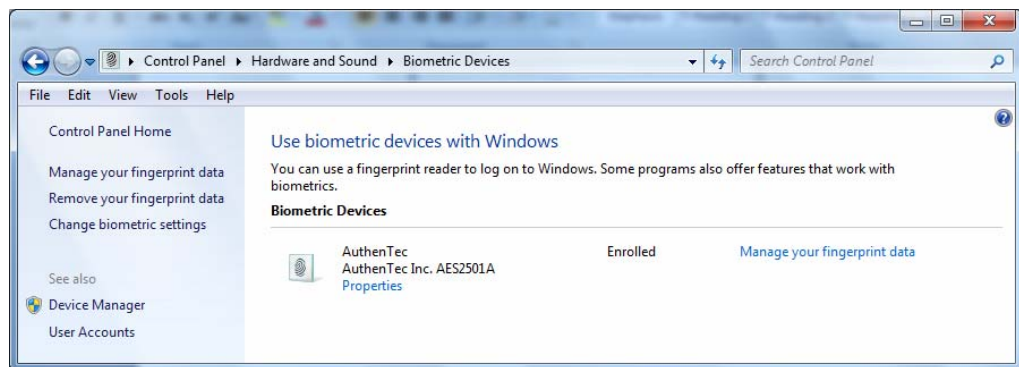 Control Panel ▸ Hardware and Sound ▸ Biometric Devices
Search Control Panel
File Edit View Tools Help
Control Panel Home
Manage your fingerprint data
Remove your fingerprint data
Change biometric settings
See also
Device Manager
User Accounts
Use biometric devices with Windows
You can use a fingerprint reader to log on to Windows. Some programs also offer features that work with
biometrics.
Biometric Devices
AuthenTec
AuthenTec Inc. AES2501A
Properties
Enrolled
Manage your fingerprint data